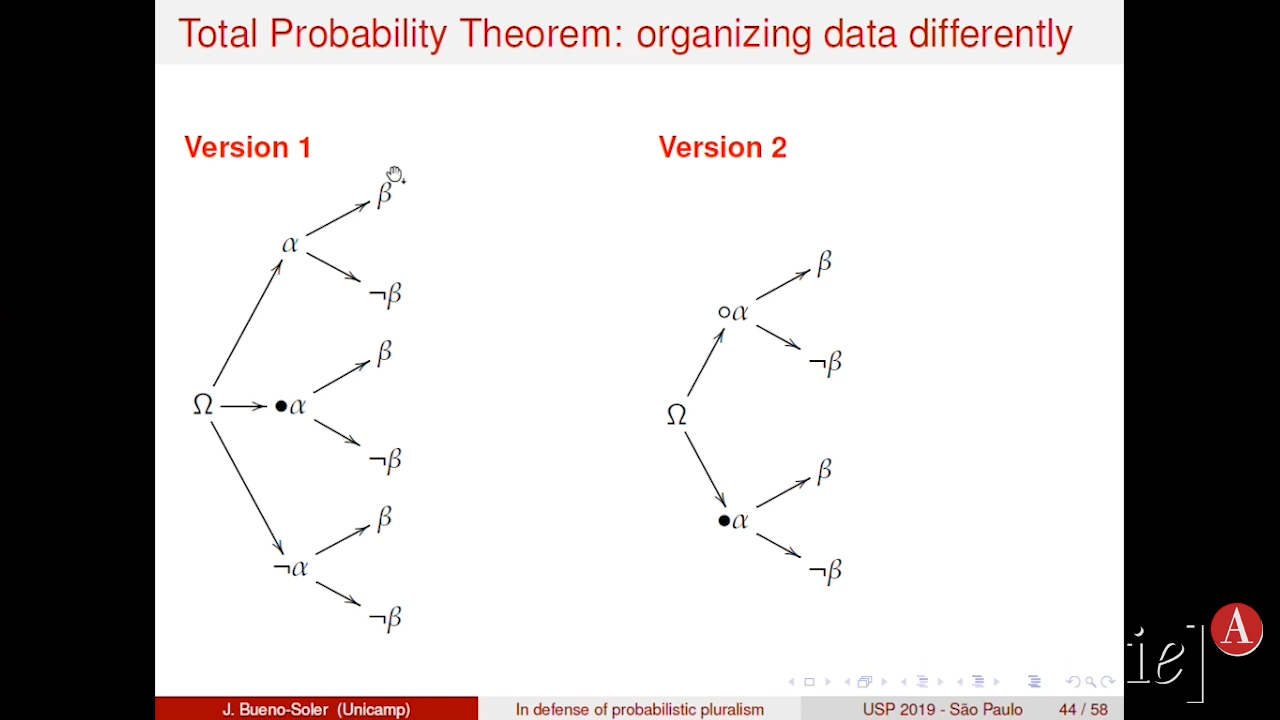 Total Probability Theorem: organizing data differently
Version 1
Version 2
β
α
¬β
β
Ω
•α
¬β
β
¬α
¬β
β
∘α
¬β
Ω
β
•α
¬β
ie]
A
J. Bueno-Soler (Unicamp)
In defense of probabilistic pluralism
USP 2019 - São Paulo
44 / 58